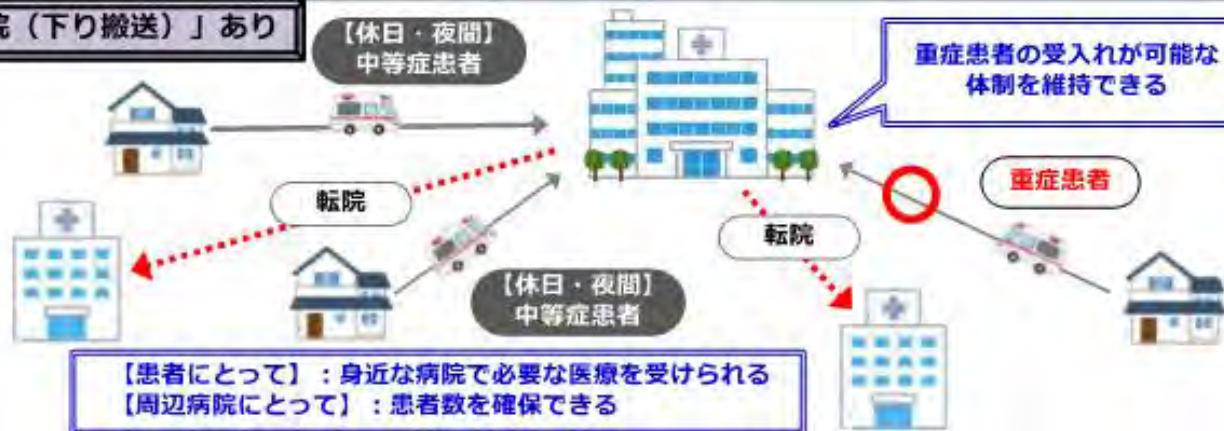 院（下り搬送）」あり
【休日・夜間】
中等症患者
重症患者の受入れが可能な
体制を維持できる
転院
重症患者
転院
【休日・夜間】
中等症患者
【患者にとって】：身近な病院で必要な医療を受けられる
【周辺病院にとって】：患者数を確保できる